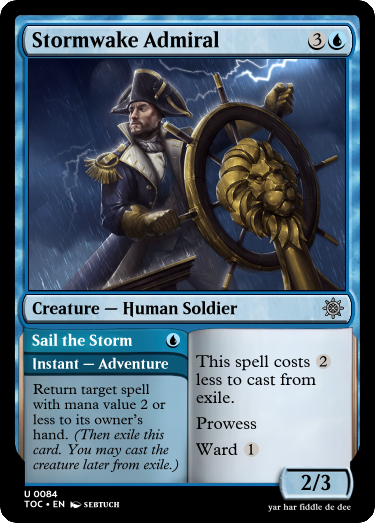 Stormwake Admiral 3
Creature — Human Soldier
Sail the Storm
Instant — Adventure
Return target spell
with mana value 2 or
less to its owner's
hand. (Then exile this
card. You may cast the
creature later from exile.)
This spell costs 2
less to cast from
exile.
Prowess
Ward 1
2/3
U 0084
TOC • EN SEBTUCH
yar har fiddle de dee